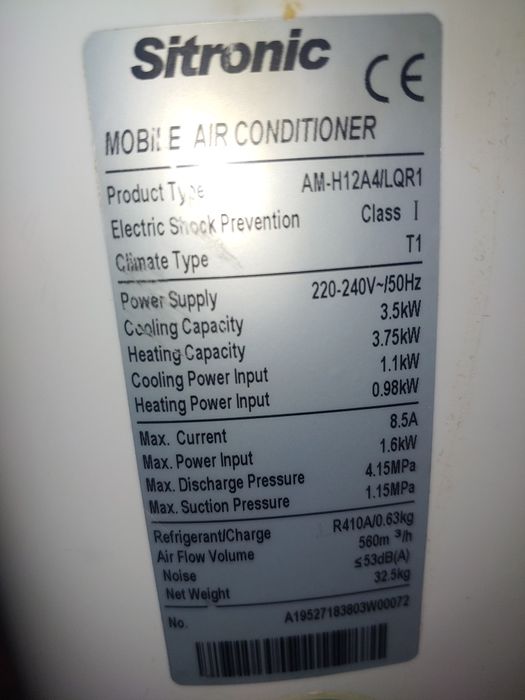 Sitronic
CE
MOBILE AIR CONDITIONER
Product Type AM-H12A4/LQR1
Electric Shock Prevention Class I
Climate Type T1
Power Supply 220-240V~/50Hz
Cooling Capacity 3.5kW
Heating Capacity 3.75kW
Cooling Power Input 1.1kW
Heating Power Input 0.98kW
Max. Current 8.5A
Max. Power Input 1.6kW
Max. Discharge Pressure 4.15MPa
Max. Suction Pressure 1.15MPa
Refrigerant/Charge R410A/0.63kg
Air Flow Volume 560m³/h
Noise ≤53dB(A)
Net Weight 32.5kg
No. A19527183803W00072